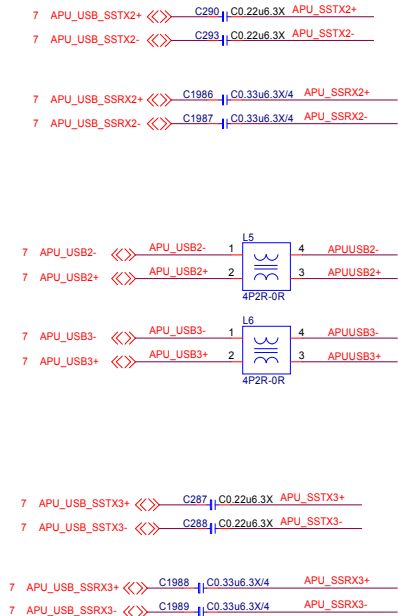 7 APU_USB_SSTX2+ C290 C0.22u6.3X APU_SSTX2+
7 APU_USB_SSTX2- C293 C0.22u6.3X APU_SSTX2-
7 APU_USB_SSRX2+ C1986 C0.33u6.3X/4 APU_SSRX2+
7 APU_USB_SSRX2- C1987 C0.33u6.3X/4 APU_SSRX2-
L5
7 APU_USB2- APU_USB2- 1 4 APUUSB2-
7 APU_USB2+ APU_USB2+ 2 3 APUUSB2+
4P2R-0R
L6
7 APU_USB3- APU_USB3- 1 4 APUUSB3-
7 APU_USB3+ APU_USB3+ 2 3 APUUSB3+
4P2R-0R
7 APU_USB_SSTX3+ C287 C0.22u6.3X APU_SSTX3+
7 APU_USB_SSTX3- C288 C0.22u6.3X APU_SSTX3-
7 APU_USB_SSRX3+ C1988 C0.33u6.3X/4 APU_SSRX3+
7 APU_USB_SSRX3- C1989 C0.33u6.3X/4 APU_SSRX3-